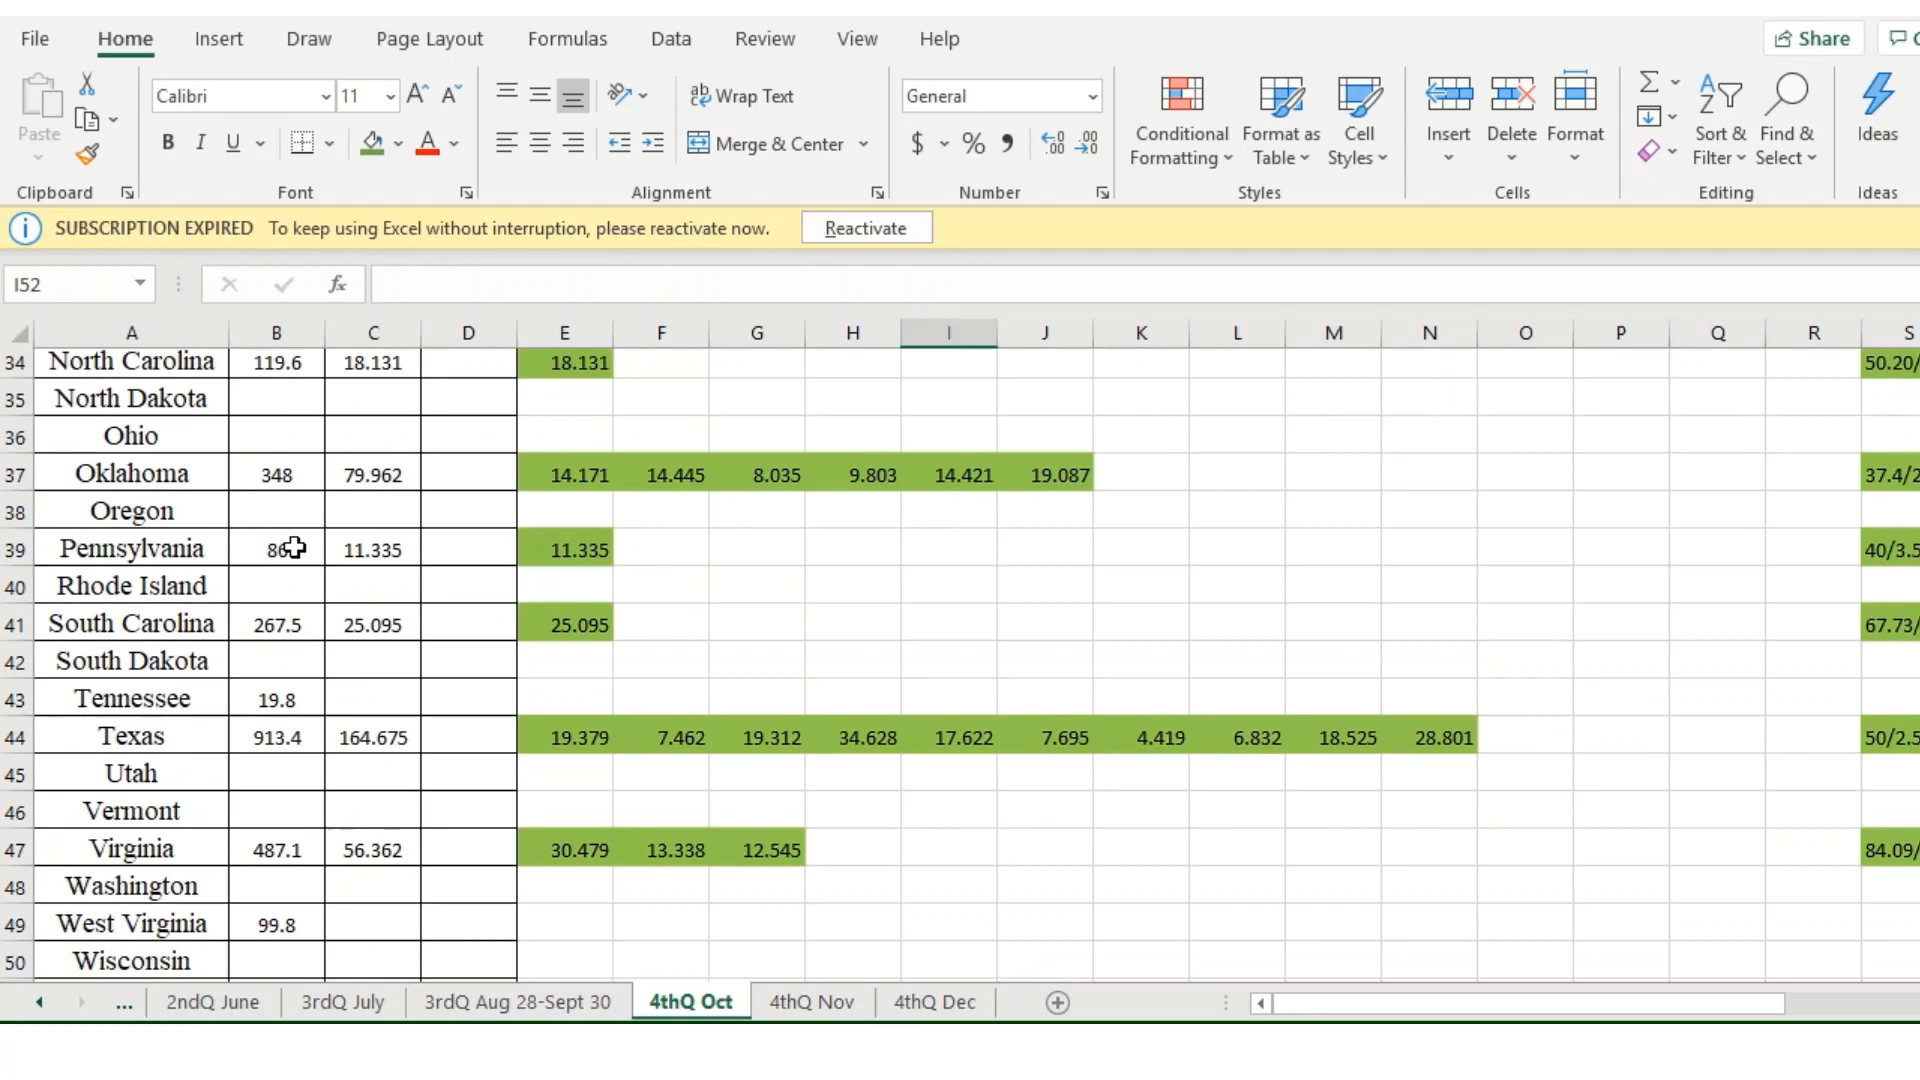 File Home Insert Draw Page Layout Formulas Data Review View Help Share
Calibri 11 Wrap Text General
Paste Conditional Format as Cell Insert Delete Format Sort & Find & Ideas
B I U Merge & Center $ % Formatting Table Styles Filter Select
Clipboard Font Alignment Number Styles Cells Editing Ideas
SUBSCRIPTION EXPIRED To keep using Excel without interruption, please reactivate now. Reactivate
I52 fx
A B C D E F G H I J K L M N O P Q R S
34 North Carolina 119.6 18.131 18.131 50.20/
35 North Dakota
36 Ohio
37 Oklahoma 348 79.962 14.171 14.445 8.035 9.803 14.421 19.087 37.4/2
38 Oregon
39 Pennsylvania 11.335 11.335 40/3.5
40 Rhode Island
41 South Carolina 267.5 25.095 25.095 67.73/
42 South Dakota
43 Tennessee 19.8
44 Texas 913.4 164.675 19.379 7.462 19.312 34.628 17.622 7.695 4.419 6.832 18.525 28.801 50/2.5
45 Utah
46 Vermont
47 Virginia 487.1 56.362 30.479 13.338 12.545 84.09/
48 Washington
49 West Virginia 99.8
50 Wisconsin
... 2ndQ June 3rdQ July 3rdQ Aug 28-Sept 30 4thQ Oct 4thQ Nov 4thQ Dec